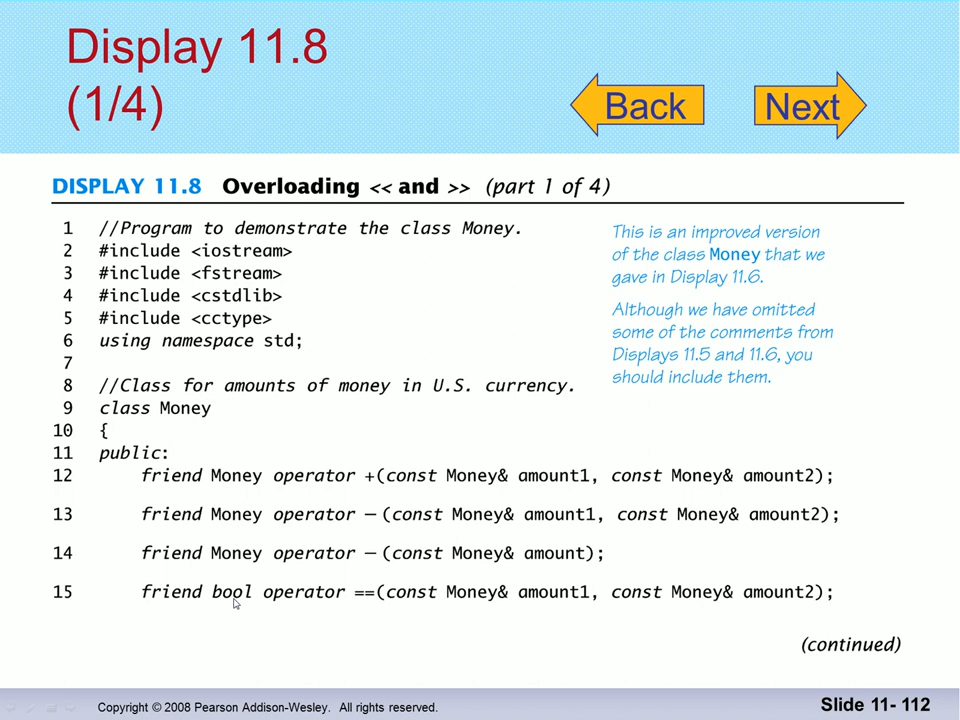 Display 11.8
(1/4)
Back
Next
DISPLAY 11.8 Overloading << and >> (part 1 of 4)
1 //Program to demonstrate the class Money.
2 #include <iostream>
3 #include <fstream>
4 #include <cstdlib>
5 #include <cctype>
6 using namespace std;
7
8 //Class for amounts of money in U.S. currency.
9 class Money
10 {
11 public:
12 friend Money operator +(const Money& amount1, const Money& amount2);
13 friend Money operator –(const Money& amount1, const Money& amount2);
14 friend Money operator –(const Money& amount);
15 friend bool operator ==(const Money& amount1, const Money& amount2);
This is an improved version
of the class Money that we
gave in Display 11.6.
Although we have omitted
some of the comments from
Displays 11.5 and 11.6, you
should include them.
(continued)
Copyright © 2008 Pearson Addison-Wesley. All rights reserved.
Slide 11- 112